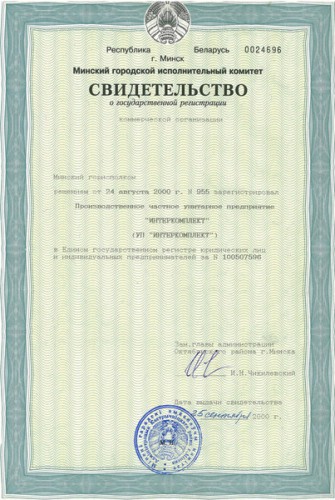 Республика Беларусь 0024696
г. Минск
Минский городской исполнительный комитет
СВИДЕТЕЛЬСТВО
о государственной регистрации
коммерческой организации
Минский горисполком
решением от 24 августа 2000 г. N 955 зарегистрировал
Производственное частное унитарное предприятие
"ИНТЕРКОМПЛЕКТ"
(УП "ИНТЕРКОМПЛЕКТ")
в Едином государственном регистре юридических лиц
и индивидуальных предпринимателей за N 100507596
Зам.главы администрации
Октябрьского района г.Минска
И.Н.Чикилевский
Дата выдачи свидетельства
25 сентября 2000 г.